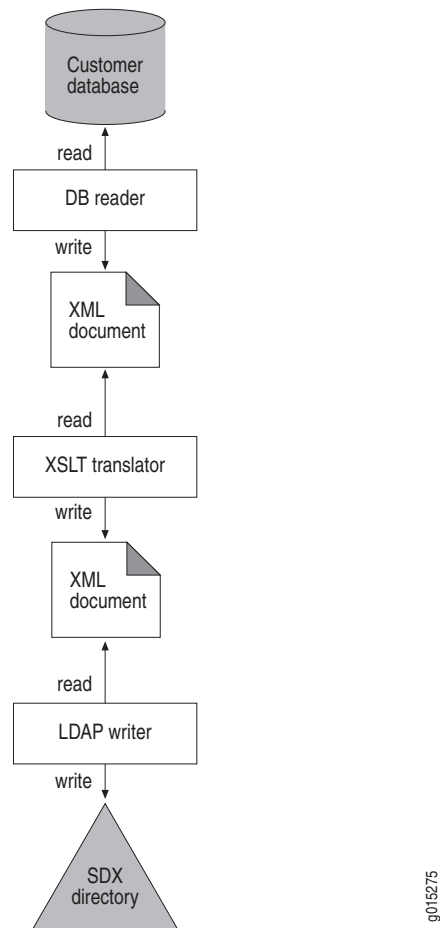 Customer
database
read
DB reader
write
XML
document
read
XSLT translator
write
XML
document
read
LDAP writer
write
SDX
directory
g015275